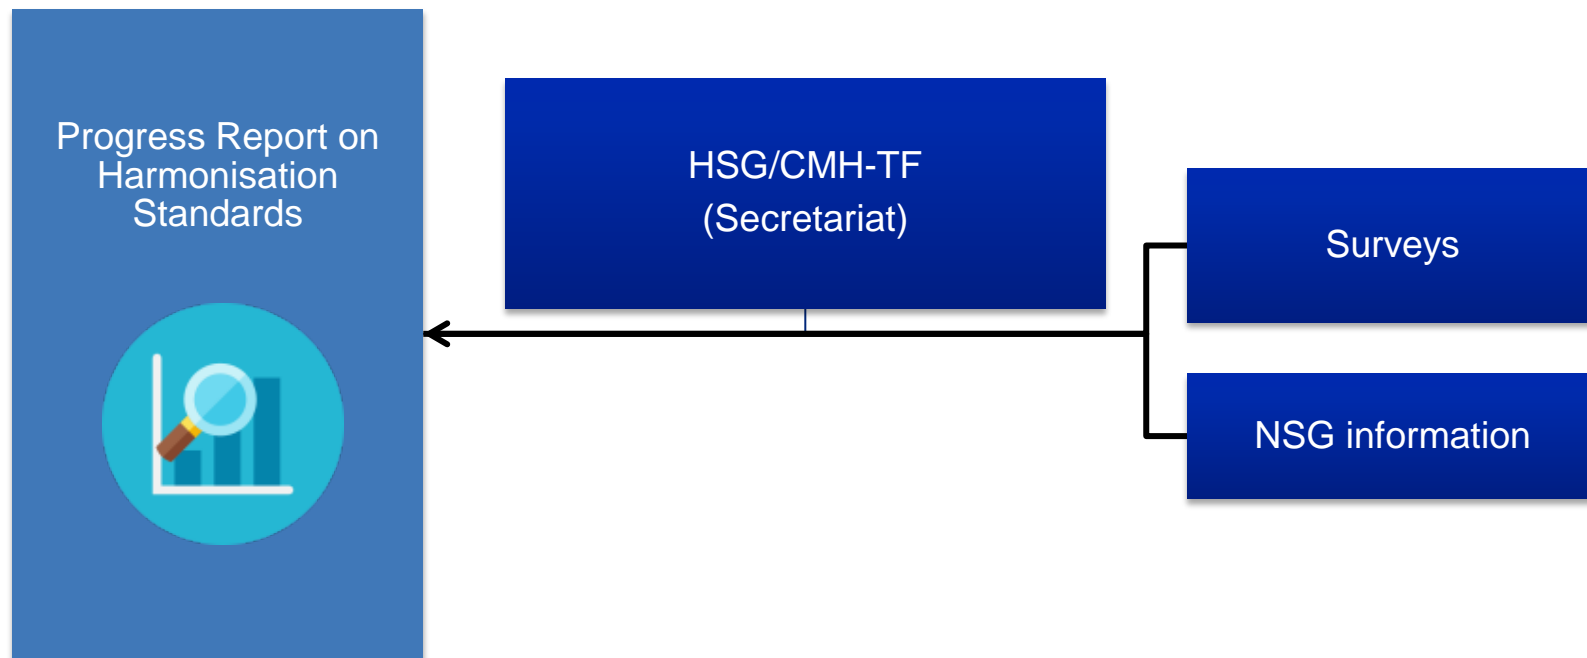 Progress Report on
Harmonisation
Standards
HSG/CMH-TF
(Secretariat)
Surveys
NSG information